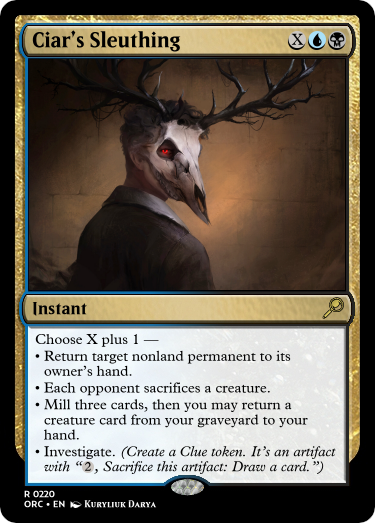 Ciar's Sleuthing
X
Instant
Choose X plus 1 —
• Return target nonland permanent to its
owner's hand.
• Each opponent sacrifices a creature.
• Mill three cards, then you may return a
creature card from your graveyard to your
hand.
• Investigate. (Create a Clue token. It's an artifact
with “2, Sacrifice this artifact: Draw a card.”)
R 0220
ORC • EN Kuryliuk Darya